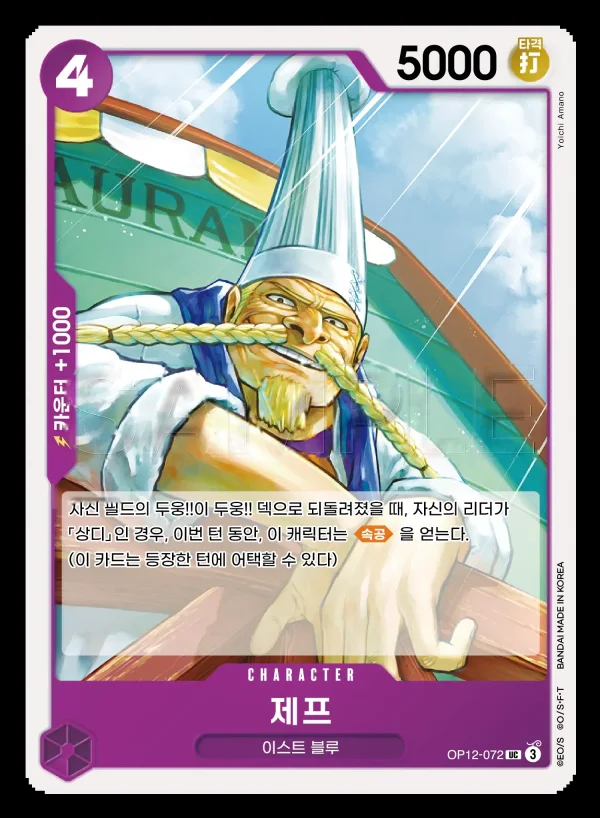 4
5000
타격
打
Yoichi Amano
AURAN
⚡카운터 +1000
SAMPLE
자신 필드의 두웅!!이 두웅!! 덱으로 되돌려졌을 때, 자신의 리더가
「상디」인 경우, 이번 턴 동안, 이 캐릭터는 속공 을 얻는다.
(이 카드는 등장한 턴에 어택할 수 있다)
CHARACTER
제프
이스트 블루
OP12-072 UC 3
©EO/S ©O/S·F·T BANDAI MADE IN KOREA